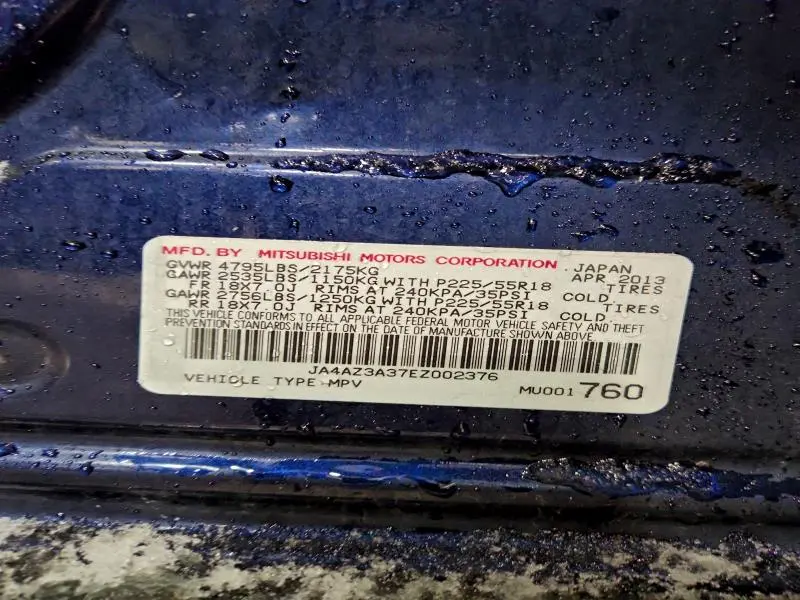 MFD. BY MITSUBISHI MOTORS CORPORATION JAPAN
GVWR 4795LBS/2175KG APR 2013
GAWR 2535LBS/1150KG WITH P225/55R18 TIRES
FR 18X7.0J RIMS AT 240KPA/35PSI COLD.
GAWR 2756LBS/1250KG WITH P225/55R18 TIRES
RR 18X7.0J RIMS AT 240KPA/35PSI COLD.
THIS VEHICLE CONFORMS TO ALL APPLICABLE FEDERAL MOTOR VEHICLE SAFETY AND THEFT
PREVENTION STANDARDS IN EFFECT ON THE DATE OF MANUFACTURE SHOWN ABOVE.
JA4AZ3A37EZ002376
VEHICLE TYPE MPV MU001 760